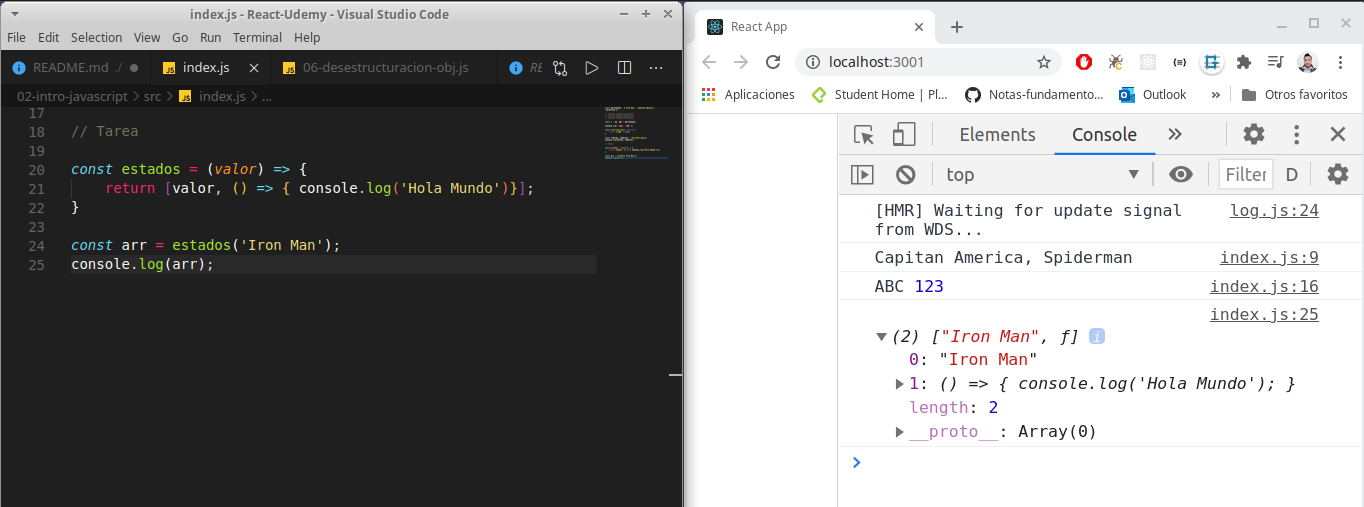 index.js - React-Udemy - Visual Studio Code
File Edit Selection View Go Run Terminal Help
README.md ./ index.js 06-desestructuracion-obj.js RE
02-intro-javascript > src > index.js > ...
17
18 // Tarea
19
20 const estados = (valor) => {
21 return [valor, () => { console.log('Hola Mundo')}];
22 }
23
24 const arr = estados('Iron Man');
25 console.log(arr);
React App
localhost:3001
Aplicaciones Student Home | Pl... Notas-fundamento... Outlook » Otros favoritos
Elements Console »
top Filter D
[HMR] Waiting for update signal log.js:24
from WDS...
Capitan America, Spiderman index.js:9
ABC 123 index.js:16
index.js:25
(2) ["Iron Man", ƒ] i
0: "Iron Man"
1: () => { console.log('Hola Mundo'); }
length: 2
__proto__: Array(0)
>